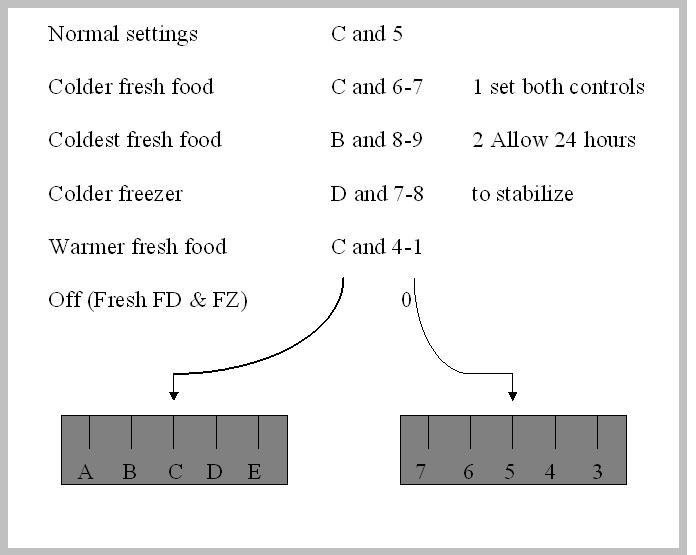 Normal settings C and 5
Colder fresh food C and 6-7 1 set both controls
Coldest fresh food B and 8-9 2 Allow 24 hours
Colder freezer D and 7-8 to stabilize
Warmer fresh food C and 4-1
Off (Fresh FD & FZ) 0
A B C D E 7 6 5 4 3